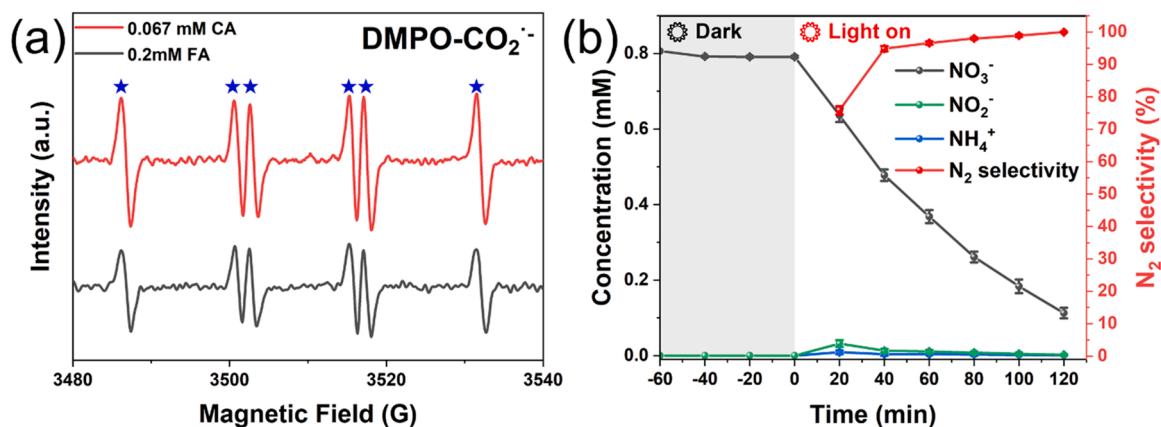 (a)
0.067 mM CA
0.2mM FA
DMPO-CO₂˙⁻
Intensity (a.u.)
3480 3500 3520 3540
Magnetic Field (G)
(b)
Dark
Light on
NO₃⁻
NO₂⁻
NH₄⁺
N₂ selectivity
Concentration (mM)
0.8
0.6
0.4
0.2
0.0
N₂ selectivity (%)
100
90
80
70
60
50
40
30
20
10
0
-60 -40 -20 0 20 40 60 80 100 120
Time (min)